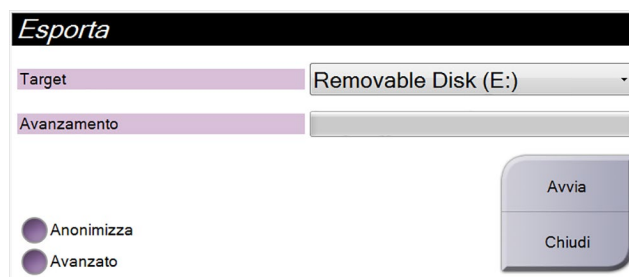 Esporta
Target Removable Disk (E:)
Avanzamento
Avvia
Chiudi
Anonimizza
Avanzato